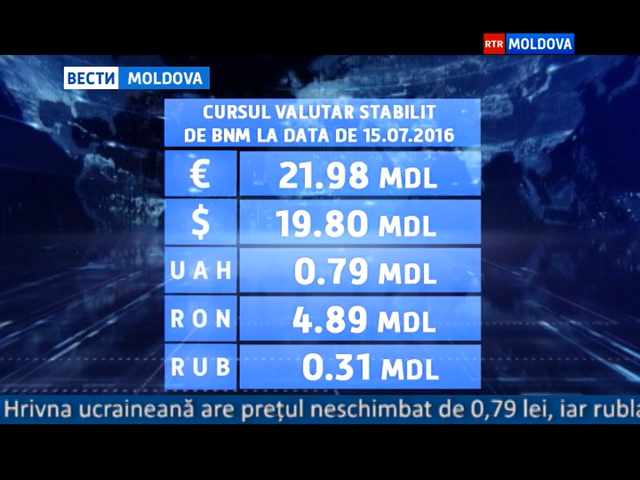 RTR MOLDOVA
ВЕСТИ MOLDOVA
CURSUL VALUTAR STABILIT
DE BNM LA DATA DE 15.07.2016
€ 21.98 MDL
$ 19.80 MDL
UAH 0.79 MDL
RON 4.89 MDL
RUB 0.31 MDL
Hrivna ucraineană are prețul neschimbat de 0,79 lei, iar rubla